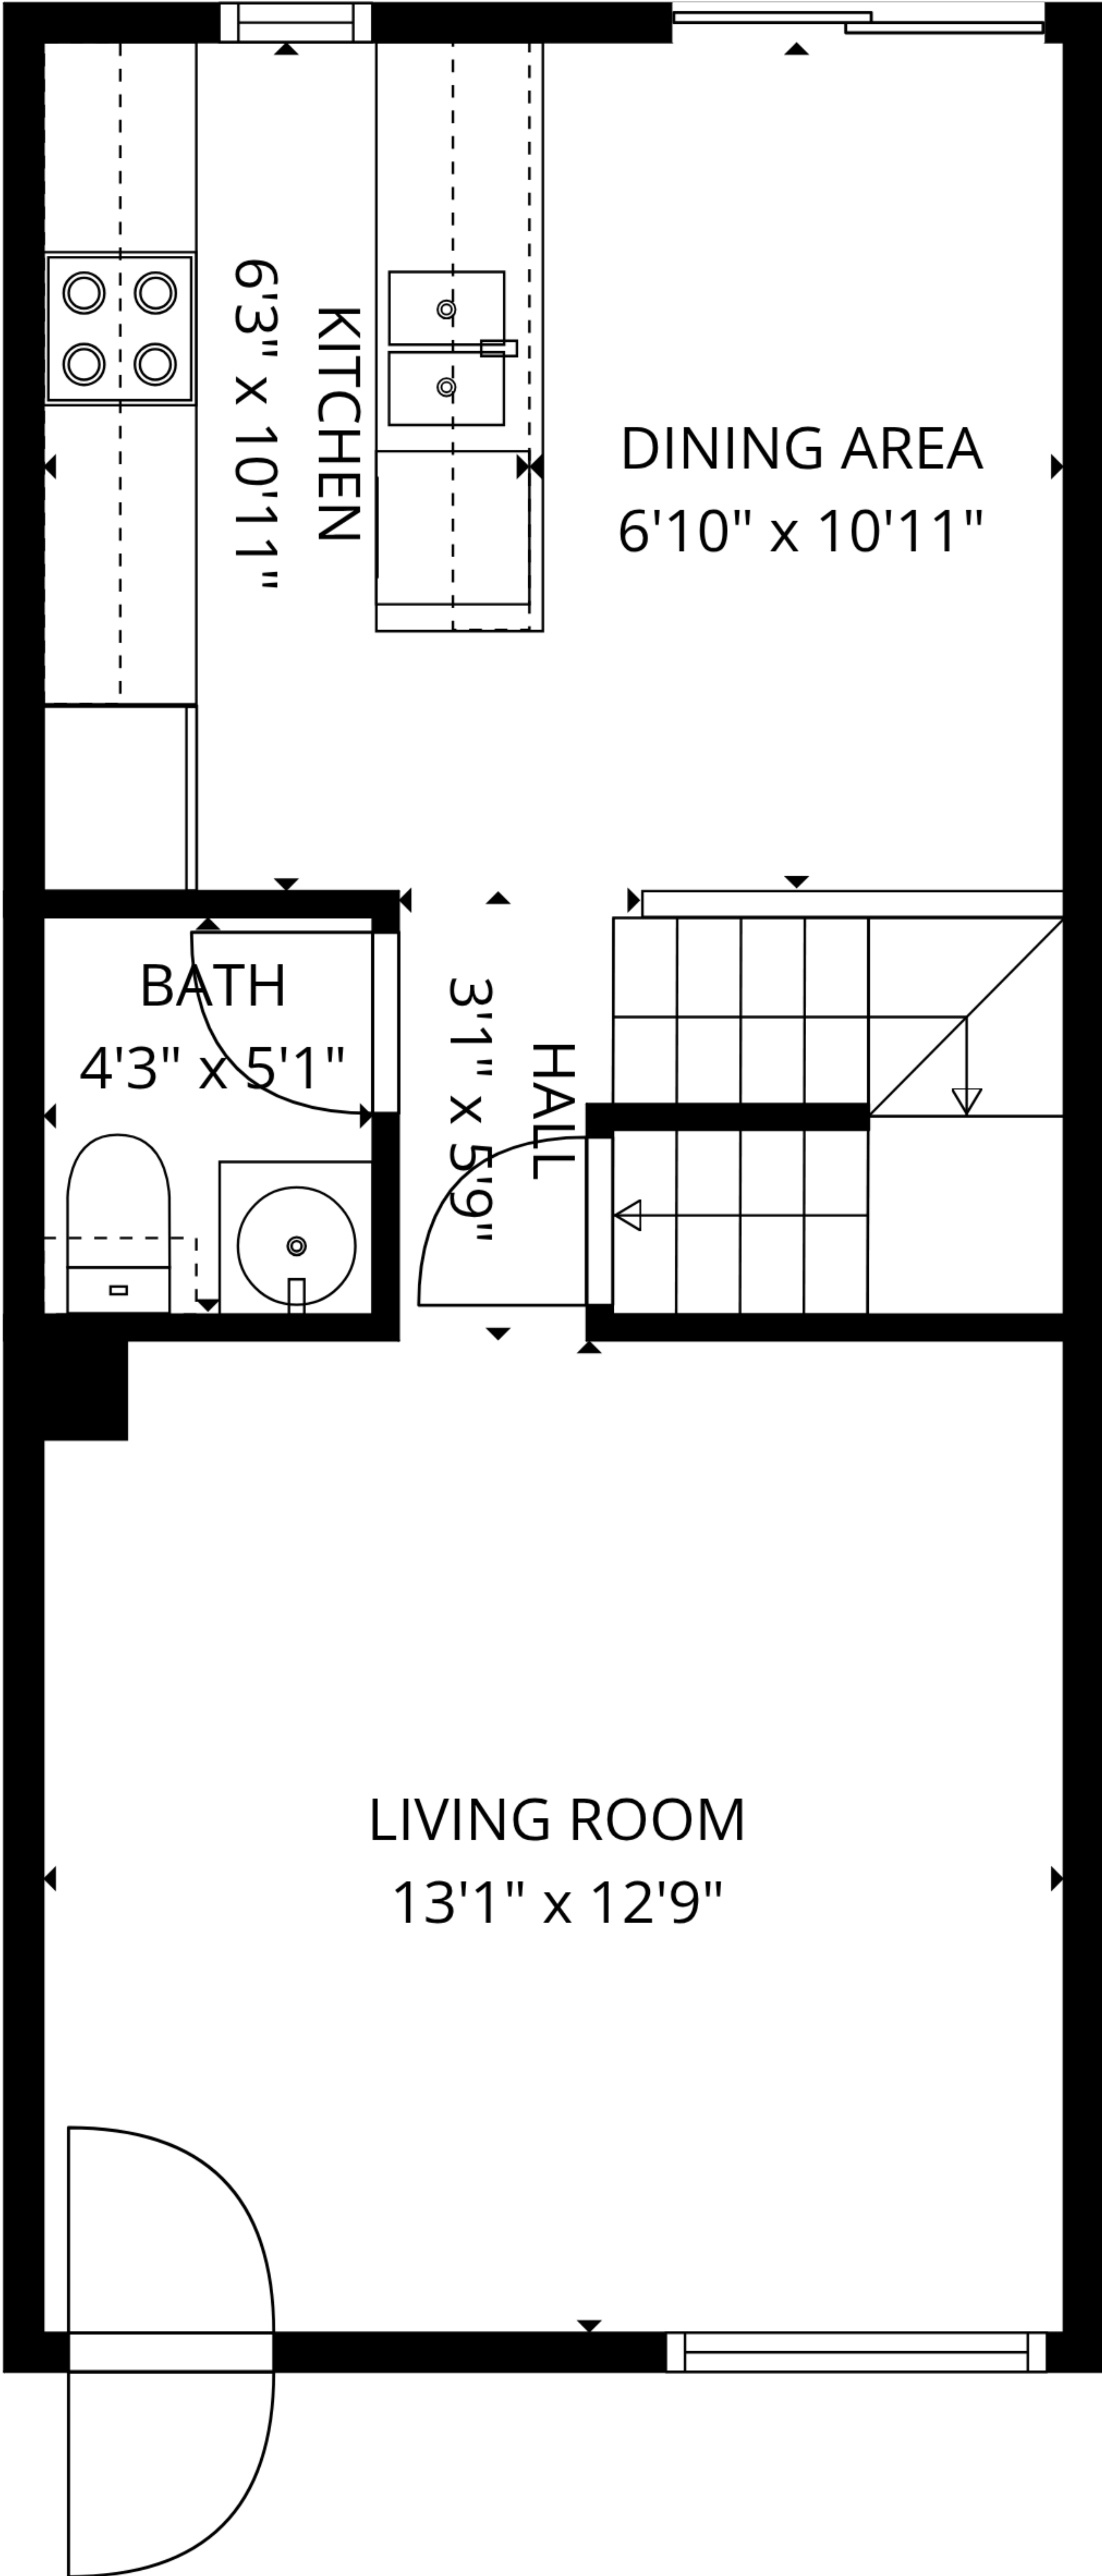 KITCHEN
6'3" x 10'11"
DINING AREA
6'10" x 10'11"
BATH
4'3" x 5'1"
HALL
3'1" x 5'9"
LIVING ROOM
13'1" x 12'9"